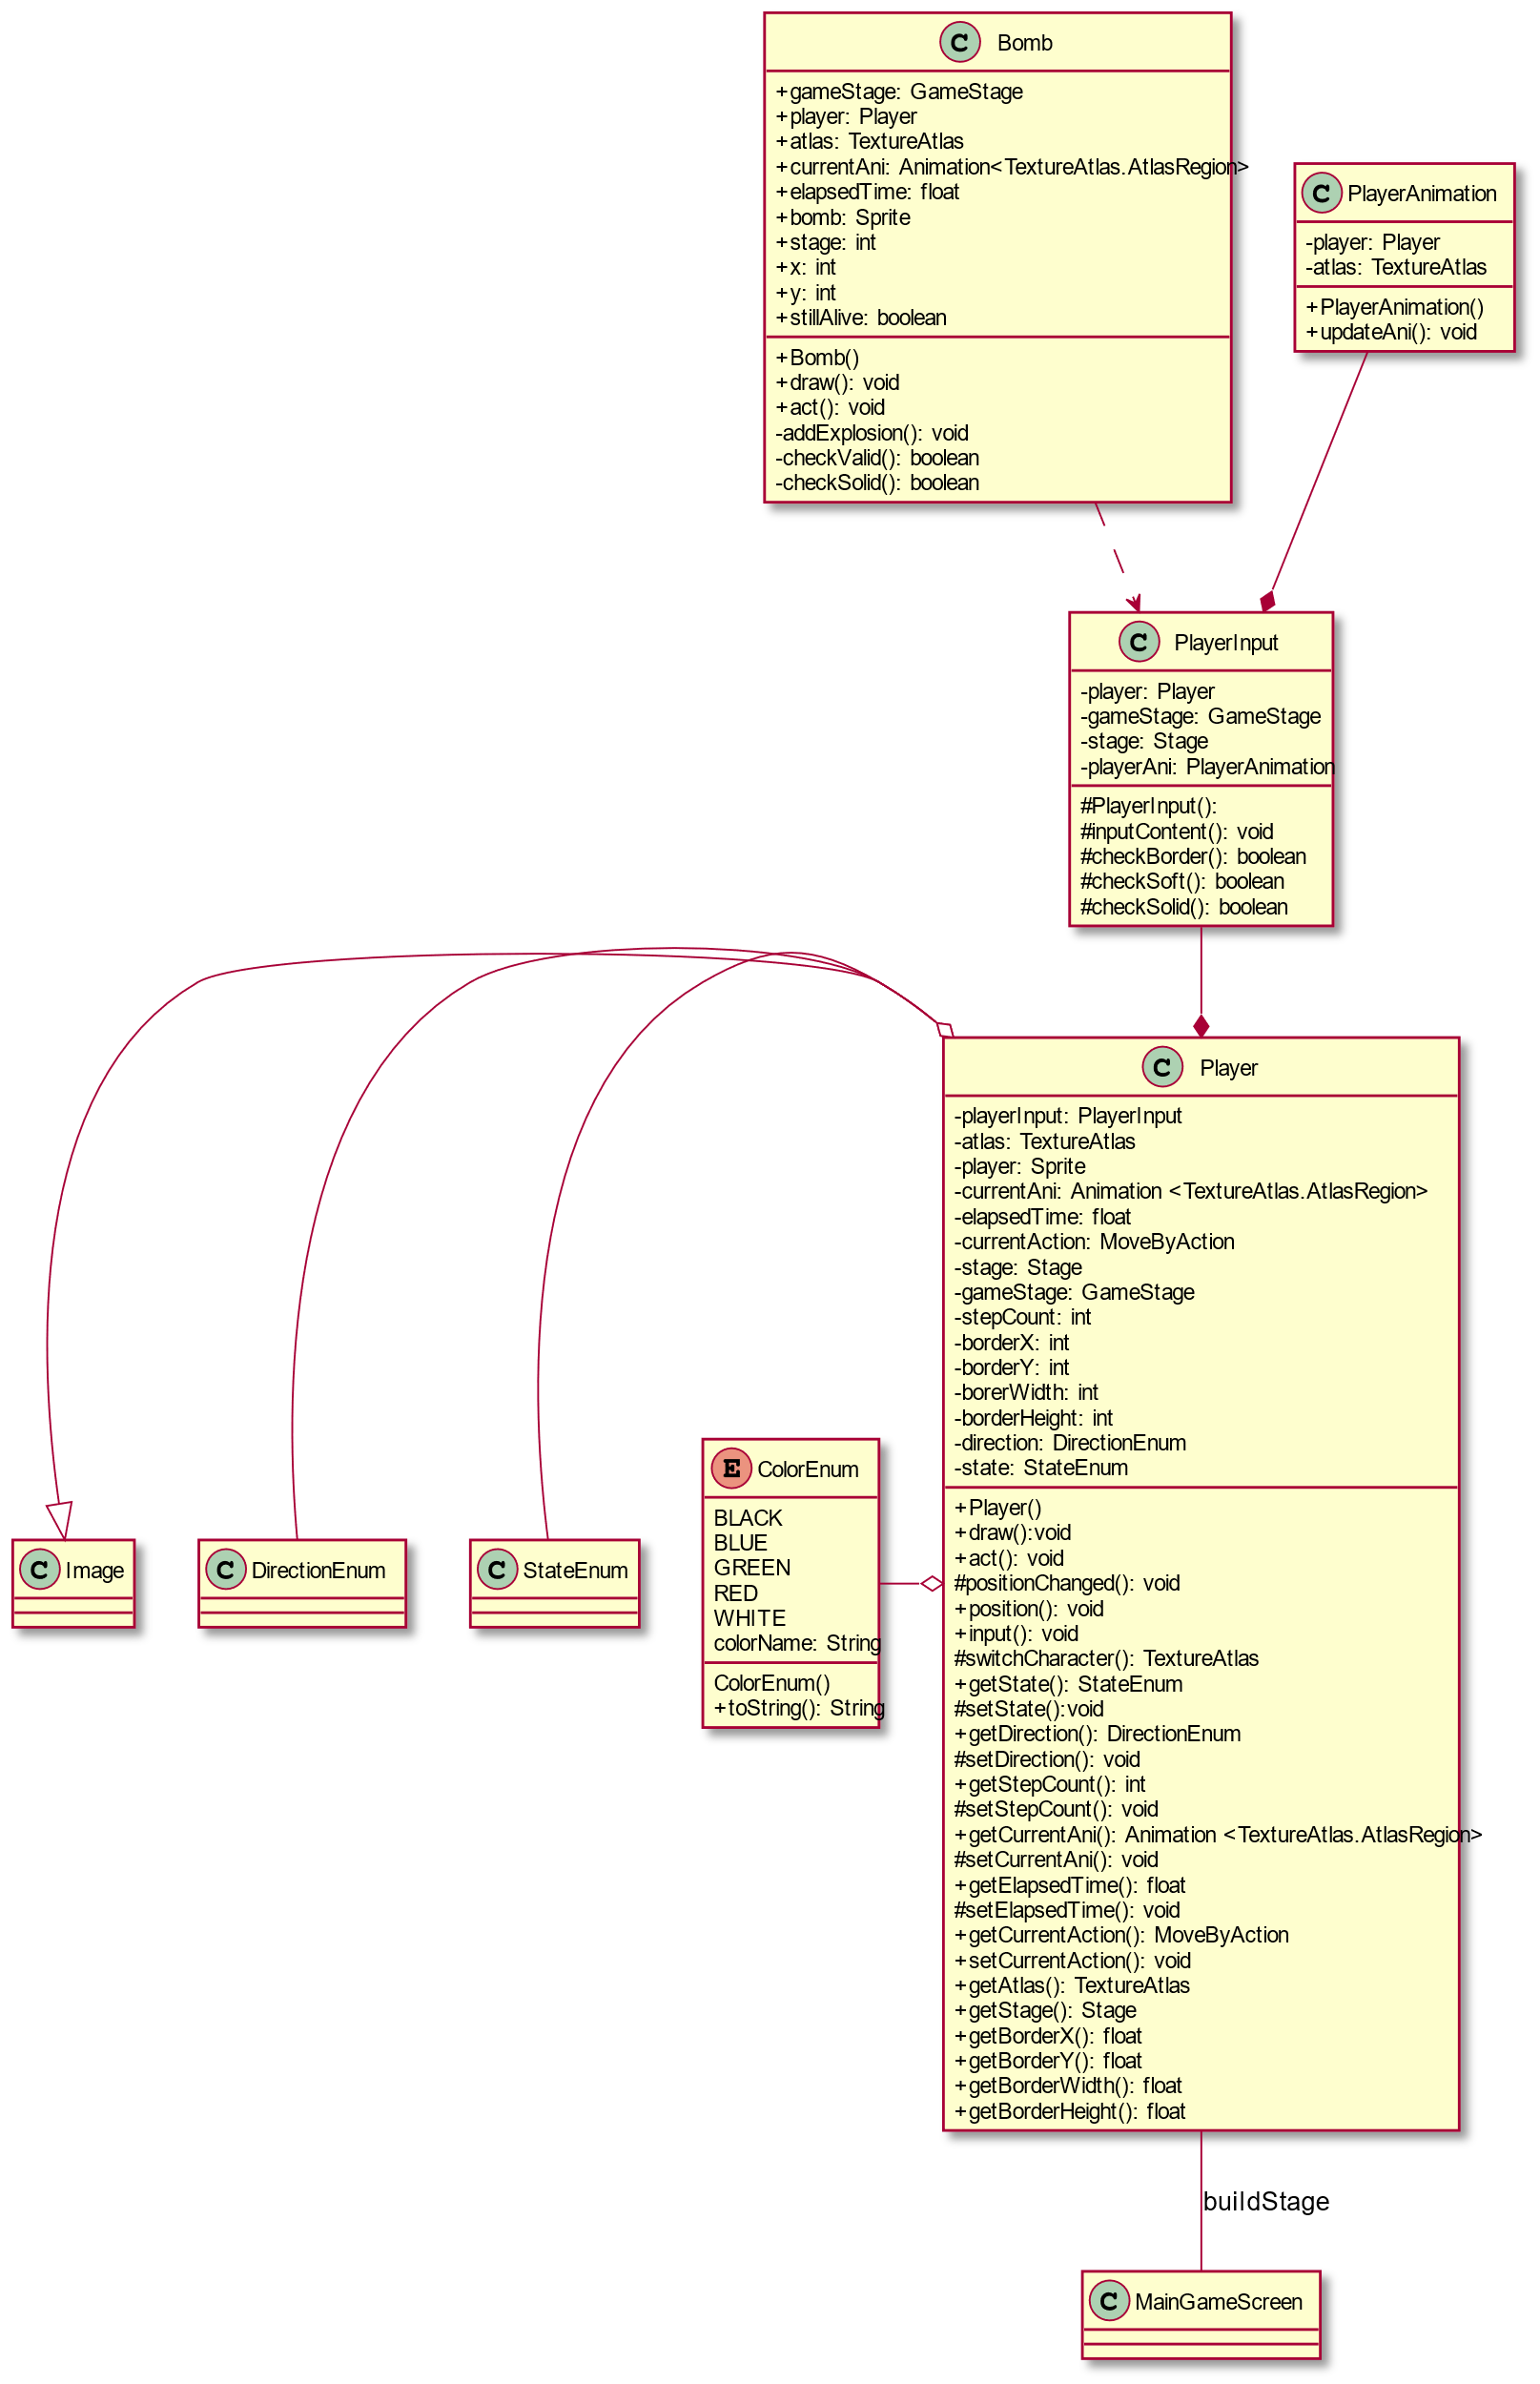 C Bomb
+gameStage: GameStage
+player: Player
+atlas: TextureAtlas
+currentAni: Animation<TextureAtlas.AtlasRegion>
+elapsedTime: float
+bomb: Sprite
+stage: int
+x: int
+y: int
+stillAlive: boolean
+Bomb()
+draw(): void
+act(): void
-addExplosion(): void
-checkValid(): boolean
-checkSolid(): boolean
C PlayerAnimation
-player: Player
-atlas: TextureAtlas
+PlayerAnimation()
+updateAni(): void
C PlayerInput
-player: Player
-gameStage: GameStage
-stage: Stage
-playerAni: PlayerAnimation
#PlayerInput():
#inputContent(): void
#checkBorder(): boolean
#checkSoft(): boolean
#checkSolid(): boolean
C Player
-playerInput: PlayerInput
-atlas: TextureAtlas
-player: Sprite
-currentAni: Animation <TextureAtlas.AtlasRegion>
-elapsedTime: float
-currentAction: MoveByAction
-stage: Stage
-gameStage: GameStage
-stepCount: int
-borderX: int
-borderY: int
-borerWidth: int
-borderHeight: int
-direction: DirectionEnum
-state: StateEnum
+Player()
+draw():void
+act(): void
#positionChanged(): void
+position(): void
+input(): void
#switchCharacter(): TextureAtlas
+getState(): StateEnum
#setState():void
+getDirection(): DirectionEnum
#setDirection(): void
+getStepCount(): int
#setStepCount(): void
+getCurrentAni(): Animation <TextureAtlas.AtlasRegion>
#setCurrentAni(): void
+getElapsedTime(): float
#setElapsedTime(): void
+getCurrentAction(): MoveByAction
+setCurrentAction(): void
+getAtlas(): TextureAtlas
+getStage(): Stage
+getBorderX(): float
+getBorderY(): float
+getBorderWidth(): float
+getBorderHeight(): float
C Image
C DirectionEnum
C StateEnum
E ColorEnum
BLACK
BLUE
GREEN
RED
WHITE
colorName: String
ColorEnum()
+toString(): String
buildStage
C MainGameScreen